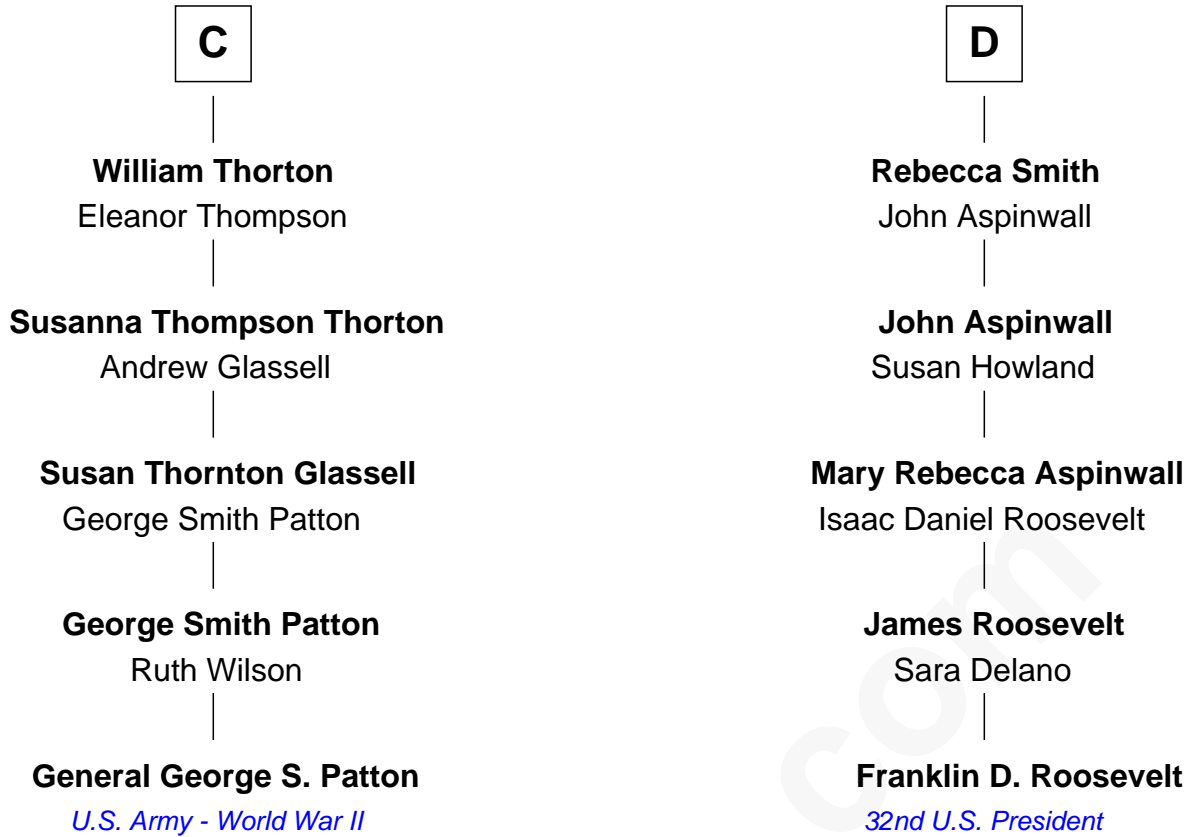 C
William Thorton
Eleanor Thompson
Susanna Thompson Thorton
Andrew Glassell
Susan Thornton Glassell
George Smith Patton
George Smith Patton
Ruth Wilson
General George S. Patton
U.S. Army - World War II
D
Rebecca Smith
John Aspinwall
John Aspinwall
Susan Howland
Mary Rebecca Aspinwall
Isaac Daniel Roosevelt
James Roosevelt
Sara Delano
Franklin D. Roosevelt
32nd U.S. President
com